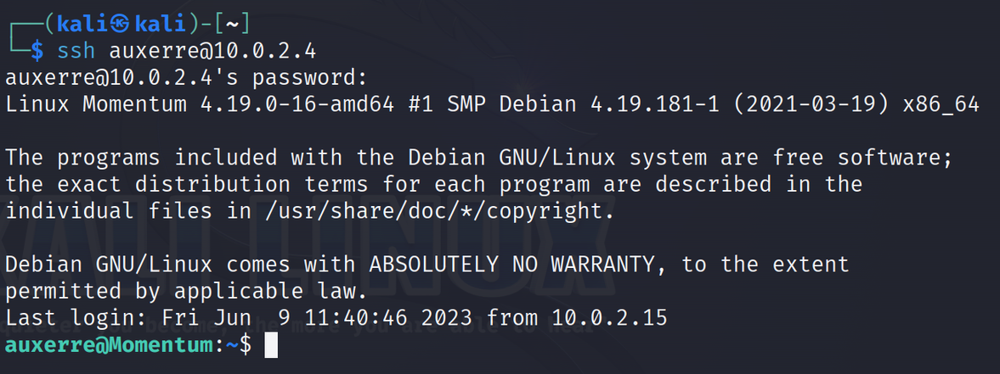 ┌──(kali㉿kali)-[~]
└─$ ssh auxerre@10.0.2.4
auxerre@10.0.2.4's password:
Linux Momentum 4.19.0-16-amd64 #1 SMP Debian 4.19.181-1 (2021-03-19) x86_64

The programs included with the Debian GNU/Linux system are free software;
the exact distribution terms for each program are described in the
individual files in /usr/share/doc/*/copyright.

Debian GNU/Linux comes with ABSOLUTELY NO WARRANTY, to the extent
permitted by applicable law.
Last login: Fri Jun  9 11:40:46 2023 from 10.0.2.15
auxerre@Momentum:~$
KALI LINUX